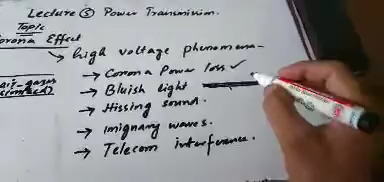 Lecture ⑤ Power Transmission.
Topic
Corona Effect
→ high voltage phenomena-
→ Corona Power loss ✓
→ Bluish light
→ Hissing sound.
→ waves.
→ Telecom interference.